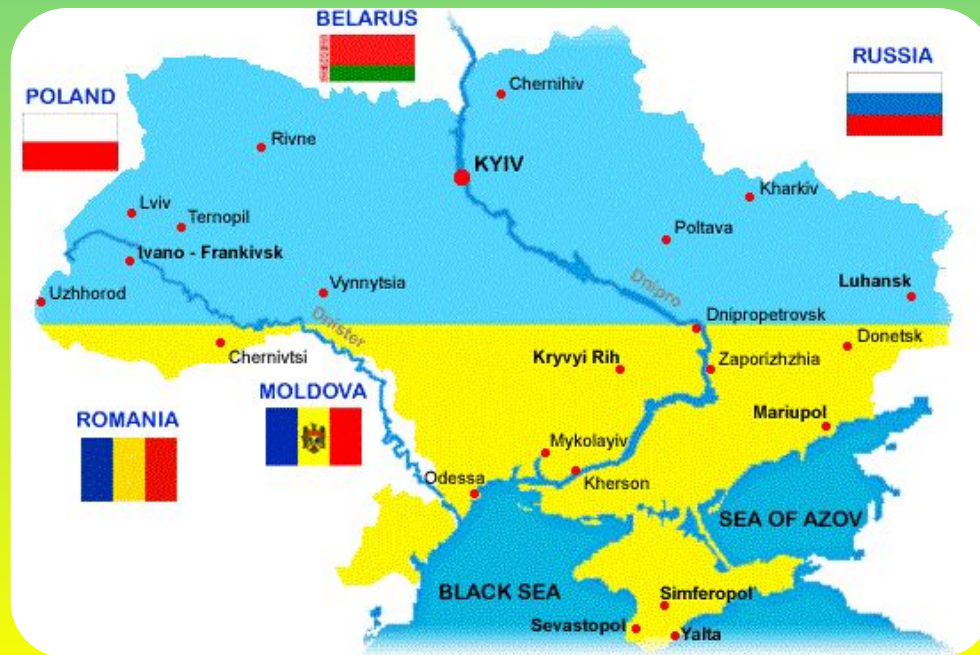 BELARUS
RUSSIA
Chernihiv
POLAND
Rivne
KYIV
Kharkiv
Lviv
Ternopil
Poltava
Ivano - Frankivsk
Uzhhorod
Vynnytsia
Dnipro
Luhansk
Dnister
Dnipropetrovsk
Donetsk
Chernivtsi
Kryvyi Rih
Zaporizhzhia
MOLDOVA
ROMANIA
Mariupol
Mykolayiv
Odessa
Kherson
SEA OF AZOV
BLACK SEA
Simferopol
Sevastopol
Yalta